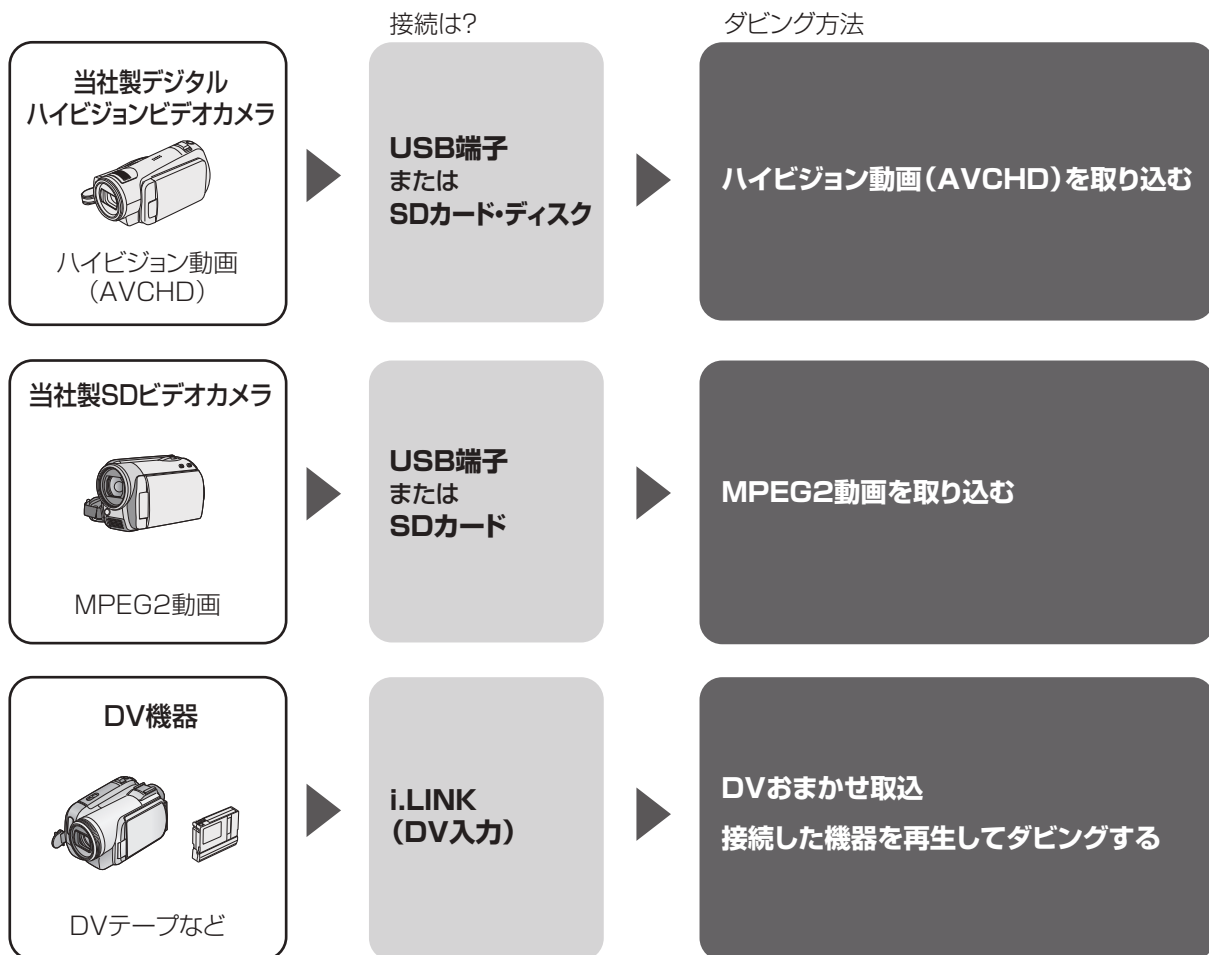 接続は?
ダビング方法
当社製デジタル
ハイビジョンビデオカメラ
ハイビジョン動画
(AVCHD)
USB端子
または
SDカード・ディスク
ハイビジョン動画(AVCHD)を取り込む
当社製SDビデオカメラ
MPEG2動画
USB端子
または
SDカード
MPEG2動画を取り込む
DV機器
DVテープなど
i.LINK
(DV入力)
DVおまかせ取込
接続した機器を再生してダビングする